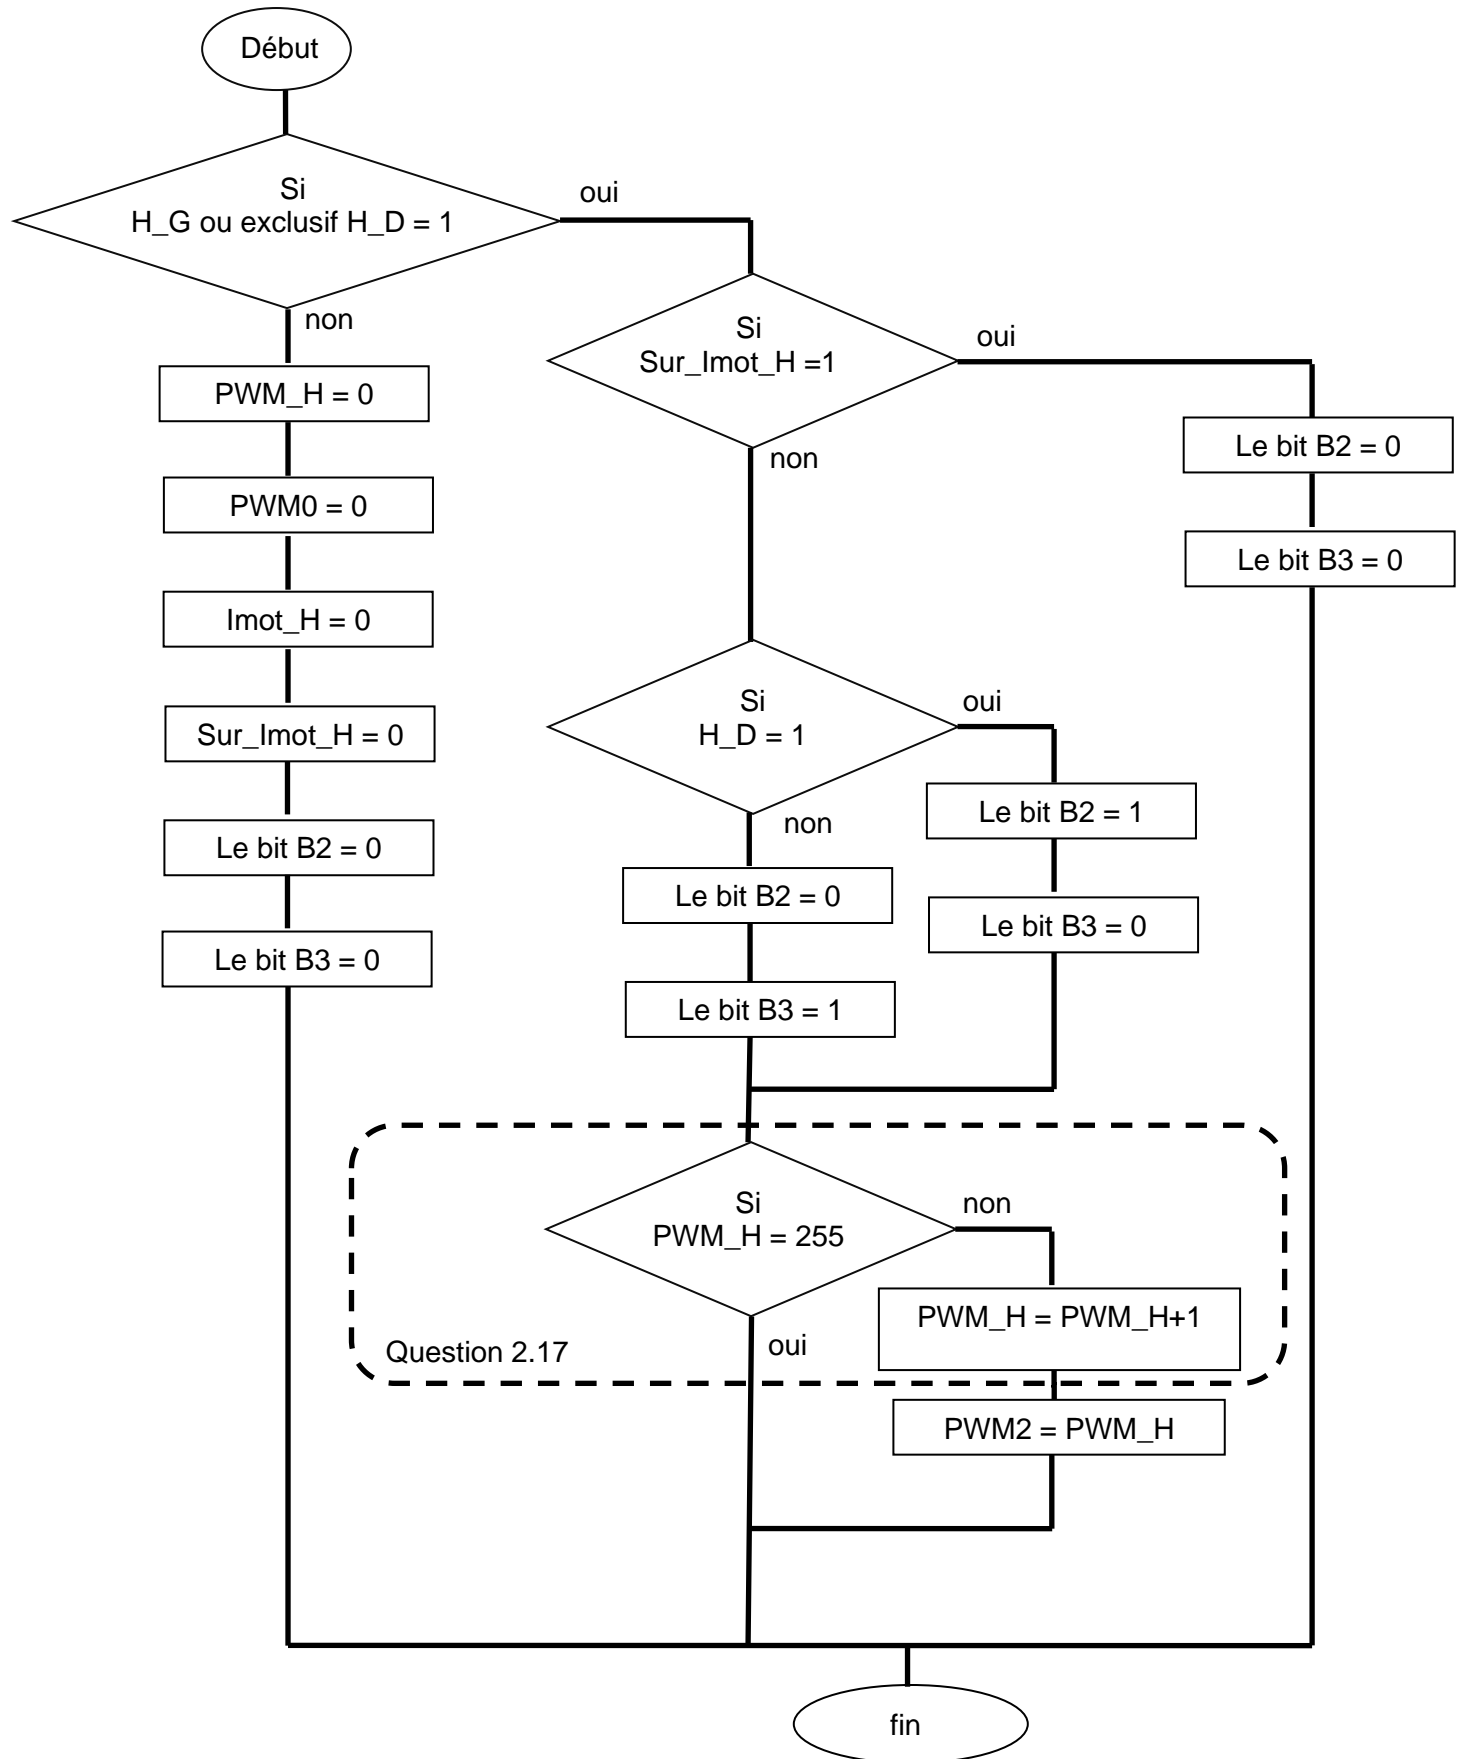 Début
Si
H_G ou exclusif H_D = 1
oui
non
Si
Sur_Imot_H =1
oui
non
PWM_H = 0
PWM0 = 0
Imot_H = 0
Sur_Imot_H = 0
Le bit B2 = 0
Le bit B3 = 0
Le bit B2 = 0
Le bit B3 = 0
Si
H_D = 1
oui
non
Le bit B2 = 1
Le bit B3 = 0
Le bit B2 = 0
Le bit B3 = 1
Si
PWM_H = 255
non
oui
PWM_H = PWM_H+1
Question 2.17
PWM2 = PWM_H
fin